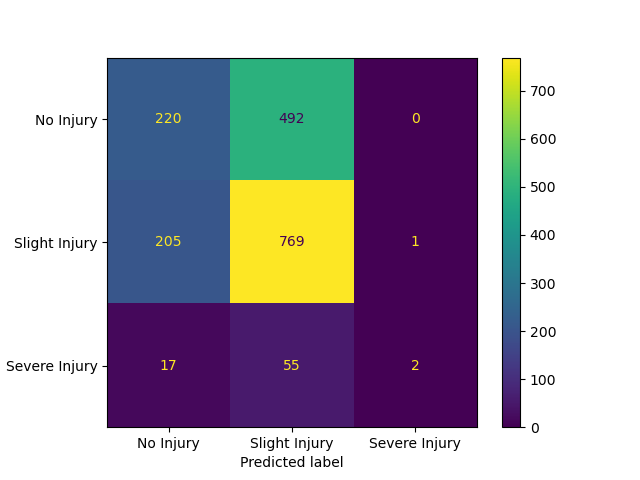 No Injury 220 492 0
Slight Injury 205 769 1
Severe Injury 17 55 2
No Injury Slight Injury Severe Injury
Predicted label
700
600
500
400
300
200
100
0